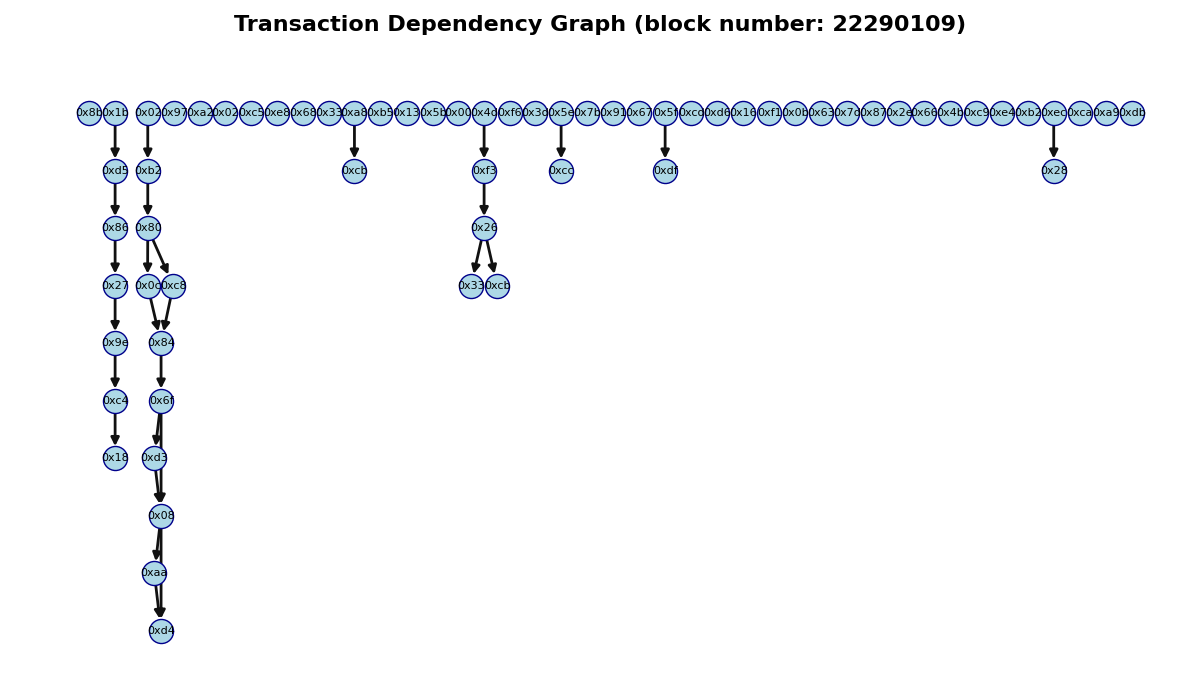 Transaction Dependency Graph (block number: 22290109)
0x8b 0x1b 0x02 0x97 0xa2 0x02 0xc5 0xe8 0x68 0x33 0xa8 0xb5 0x13 0x5b 0x00 0x4d 0xf6 0x3d 0x5e 0x7b 0x91 0x67 0x5f 0xcd 0xd6 0x16 0xf1 0x0b 0x63 0x7d 0x87 0x2e 0x66 0x4b 0xc9 0xe4 0xb2 0xec 0xca 0xa9 0xdb
0xd5 0xb2 0xcb 0xf3 0xcc 0xdf 0x28
0x86 0x80 0x26
0x27 0x0c 0xc8 0x33 0xcb
0x9e 0x84
0xc4 0x6f
0x18 0xd3
0x08
0xaa
0xd4